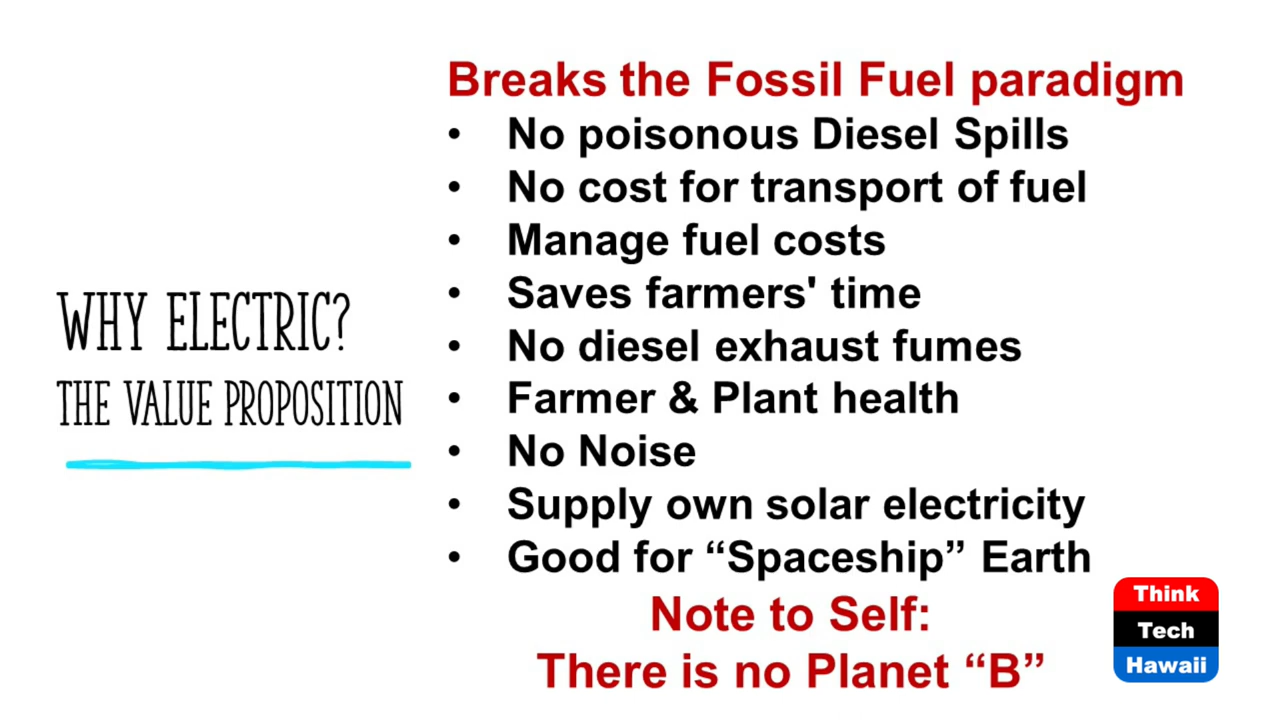 WHY ELECTRIC?
THE VALUE PROPOSITION
Breaks the Fossil Fuel paradigm
• No poisonous Diesel Spills
• No cost for transport of fuel
• Manage fuel costs
• Saves farmers' time
• No diesel exhaust fumes
• Farmer & Plant health
• No Noise
• Supply own solar electricity
• Good for “Spaceship” Earth
Note to Self:
There is no Planet “B”
Think
Tech
Hawaii